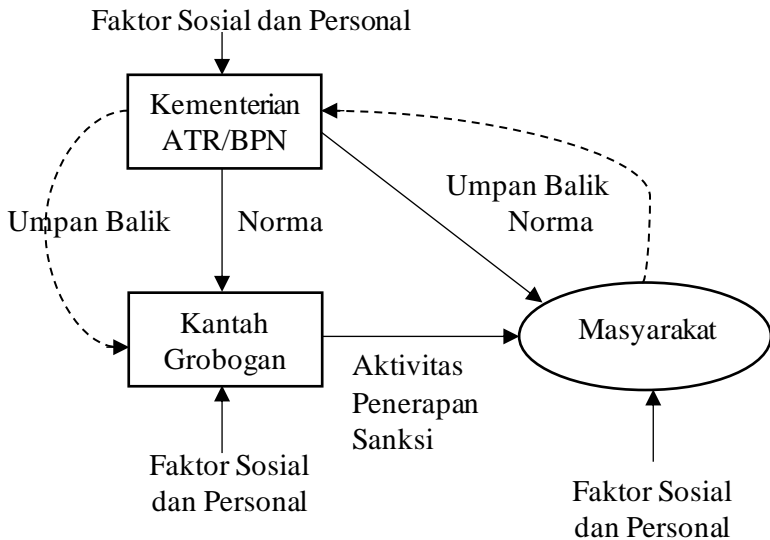 Faktor Sosial dan Personal
Kementerian
ATR/BPN
Umpan Balik
Norma
Umpan Balik
Norma
Kantah
Grobogan
Masyarakat
Aktivitas
Penerapan
Sanksi
Faktor Sosial
dan Personal
Faktor Sosial
dan Personal